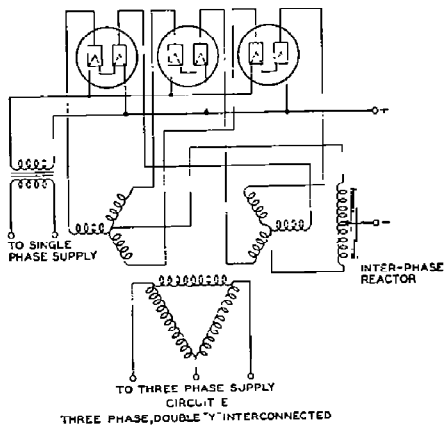 +
−
TO SINGLE
PHASE SUPPLY
INTER-PHASE
REACTOR
TO THREE PHASE SUPPLY
CIRCUIT E
THREE PHASE, DOUBLE "Y" INTERCONNECTED